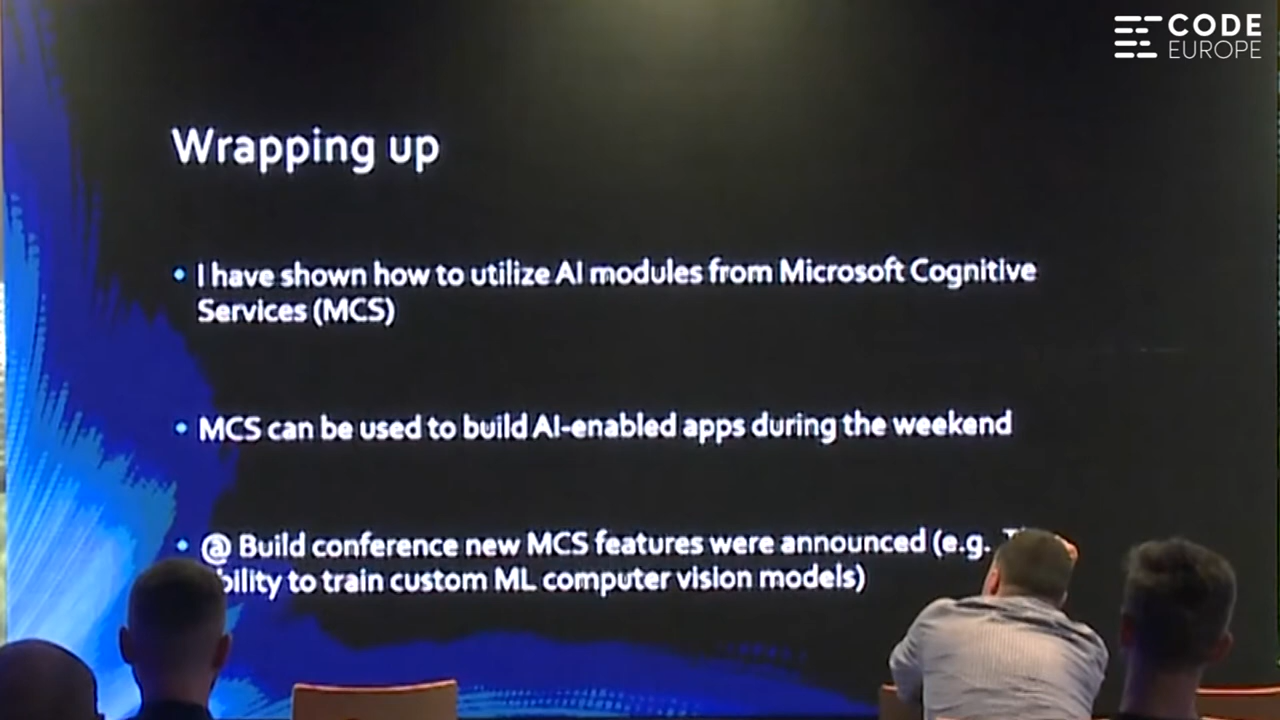 CODE
EUROPE
Wrapping up
• I have shown how to utilize AI modules from Microsoft Cognitive
Services (MCS)
• MCS can be used to build AI-enabled apps during the weekend
• @ Build conference new MCS features were announced (e.g.
to train custom ML computer vision models)